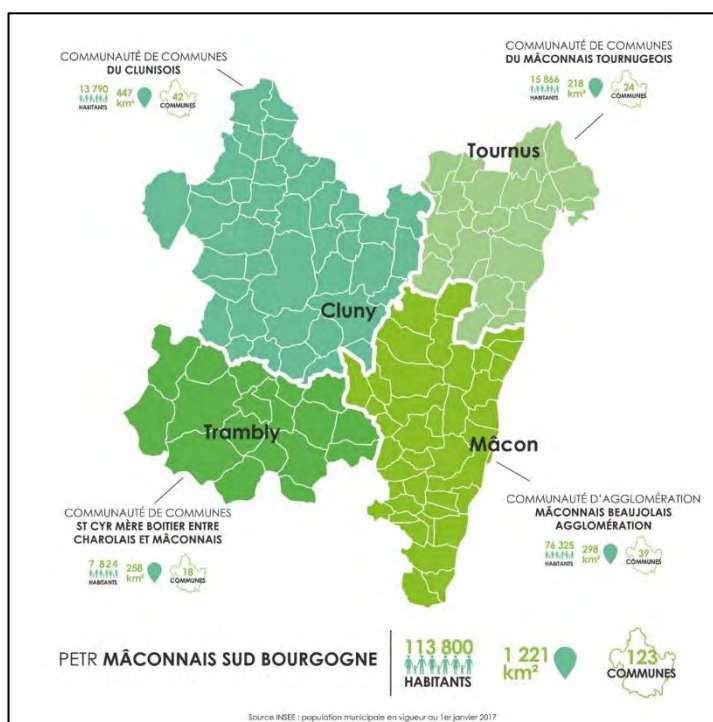 COMMUNAUTÉ DE COMMUNES
DU CLUNISOIS
13 790
HABITANTS
447
km²
42
COMMUNES
COMMUNAUTÉ DE COMMUNES
DU MÂCONNAIS TOURNUGEOIS
15 866
HABITANTS
218
km²
24
COMMUNES
Tournus
Cluny
Trambly
Mâcon
COMMUNAUTÉ DE COMMUNES
ST CYR MÈRE BOITIER ENTRE
CHAROLAIS ET MÂCONNAIS
7 824
HABITANTS
258
km²
18
COMMUNES
COMMUNAUTÉ D'AGGLOMÉRATION
MÂCONNAIS BEAUJOLAIS
AGGLOMÉRATION
76 325
HABITANTS
298
km²
39
COMMUNES
PETR MÂCONNAIS SUD BOURGOGNE
113 800
HABITANTS
1 221
km²
123
COMMUNES
Source INSEE : population municipale en vigueur au 1er janvier 2017